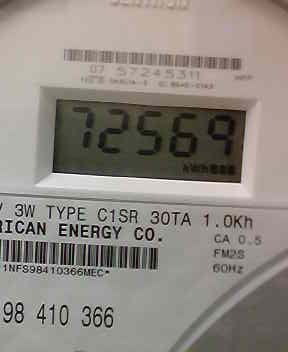 07 57245311
72569
kWh888
3W TYPE C1SR 30TA 1.0Kh
RICAN ENERGY CO.
CA 0.5
FM2S
1NFS98410366MEC*
60Hz
98 410 366